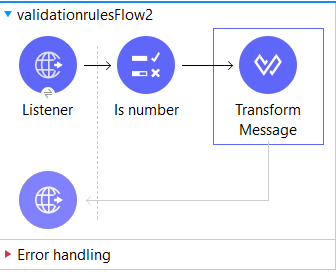 validationrulesFlow2
Listener
Is number
Transform
Message
Error handling